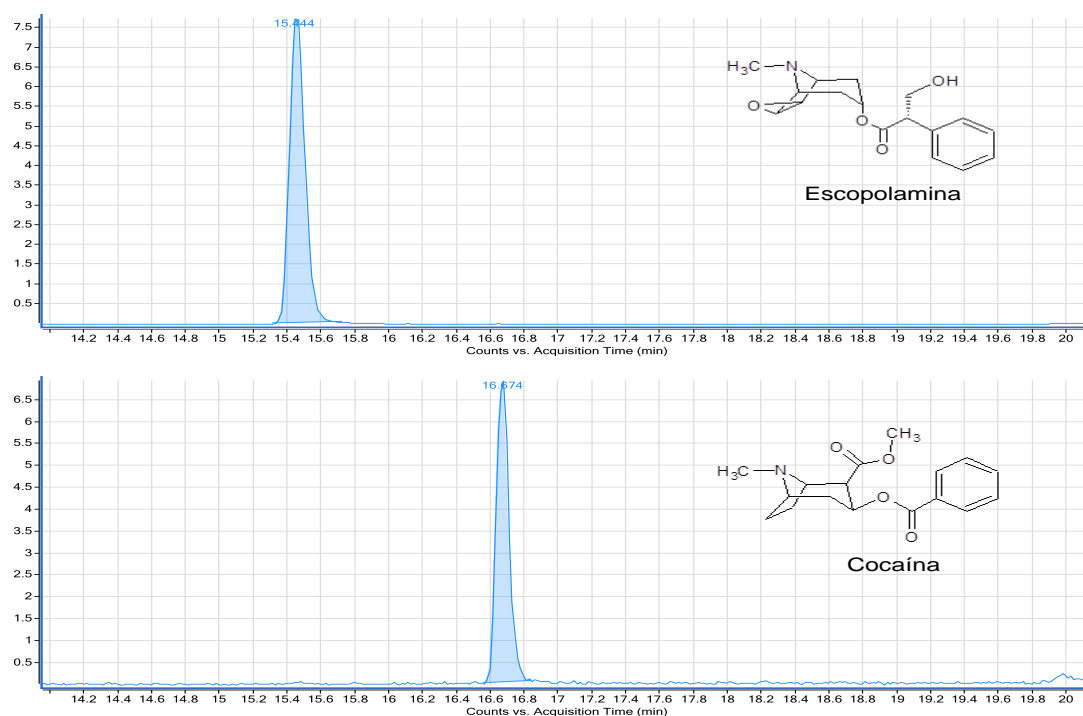 15.444
7.5
7
6.5
6
5.5
5
4.5
4
3.5
3
2.5
2
1.5
1
0.5
H₃C N
OH
O
O
O
Escopolamina
14.2 14.4 14.6 14.8 15 15.2 15.4 15.6 15.8 16 16.2 16.4 16.6 16.8 17 17.2 17.4 17.6 17.8 18 18.2 18.4 18.6 18.8 19 19.2 19.4 19.6 19.8 20
Counts vs. Acquisition Time (min)
16.674
6.5
6
5.5
5
4.5
4
3.5
3
2.5
2
1.5
1
0.5
CH₃
O
O
H₃C N
O
O
Cocaína
14.2 14.4 14.6 14.8 15 15.2 15.4 15.6 15.8 16 16.2 16.4 16.6 16.8 17 17.2 17.4 17.6 17.8 18 18.2 18.4 18.6 18.8 19 19.2 19.4 19.6 19.8 20
Counts vs. Acquisition Time (min)